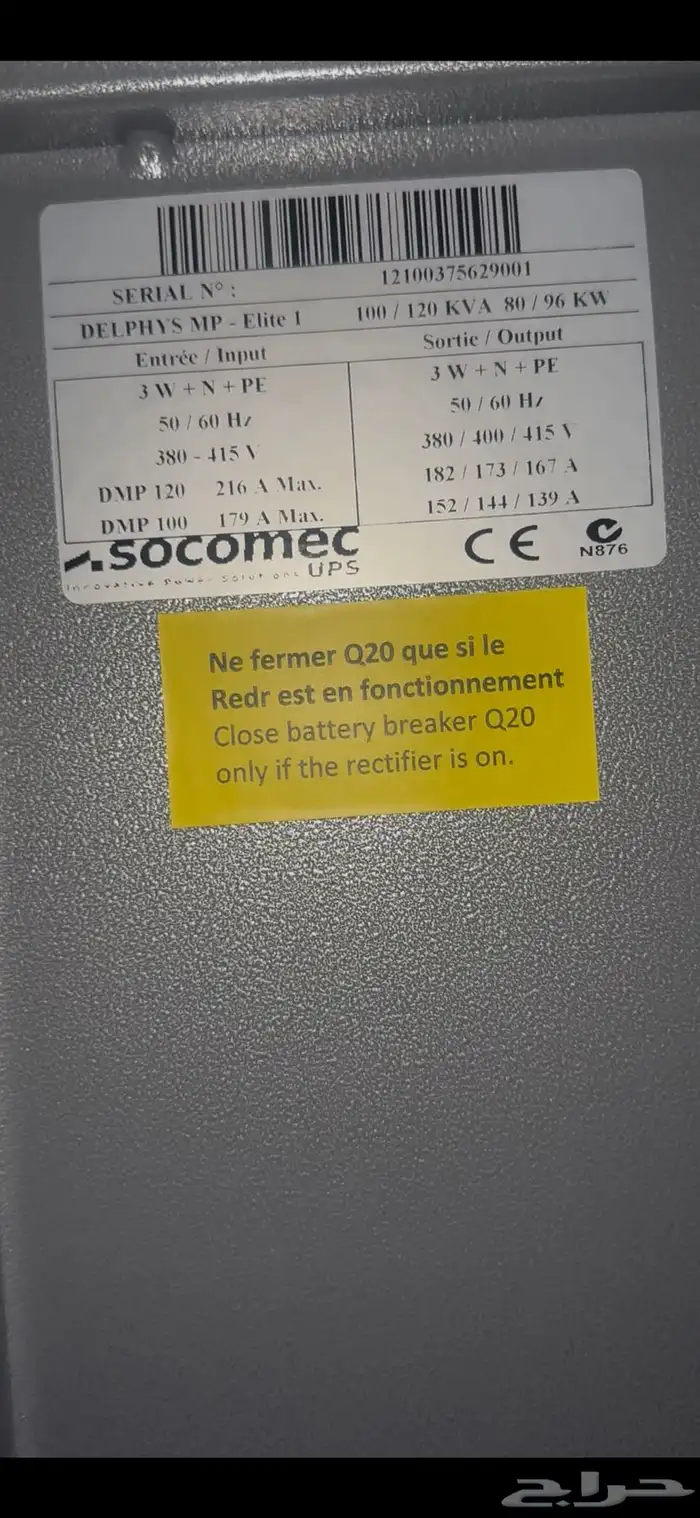 SERIAL N° : 12100375629001
DELPHYS MP - Elite 1 100 / 120 KVA 80 / 96 KW
Entrée / Input
3 W + N + PE
50 / 60 Hz
380 - 415 V
DMP 120 216 A Max.
DMP 100 179 A Max.
Sortie / Output
3 W + N + PE
50 / 60 Hz
380 / 400 / 415 V
182 / 173 / 167 A
152 / 144 / 139 A
socomec
UPS
Innovative Power Solutions
CE
N876
Ne fermer Q20 que si le
Redr est en fonctionnement
Close battery breaker Q20
only if the rectifier is on.
حراج